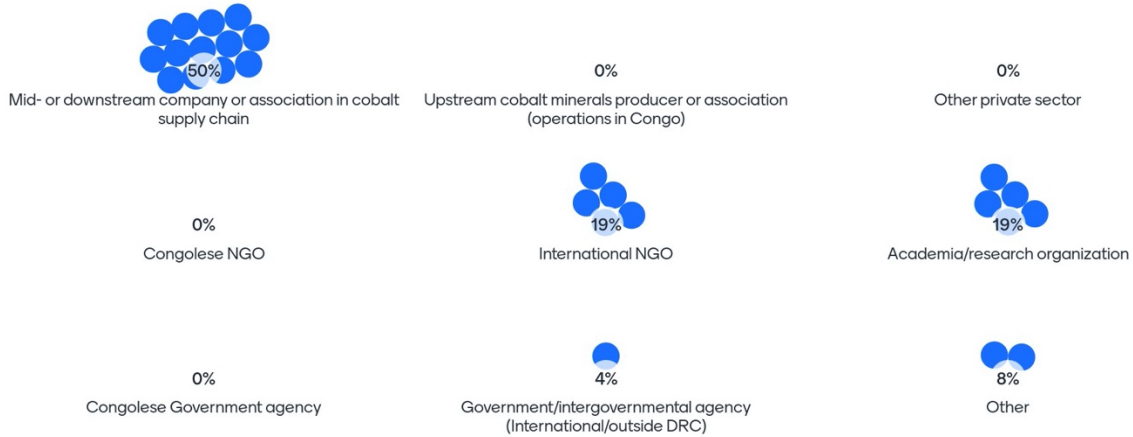 50%
Mid- or downstream company or association in cobalt
supply chain
0%
Upstream cobalt minerals producer or association
(operations in Congo)
0%
Other private sector
0%
Congolese NGO
19%
International NGO
19%
Academia/research organization
0%
Congolese Government agency
4%
Government/intergovernmental agency
(International/outside DRC)
8%
Other